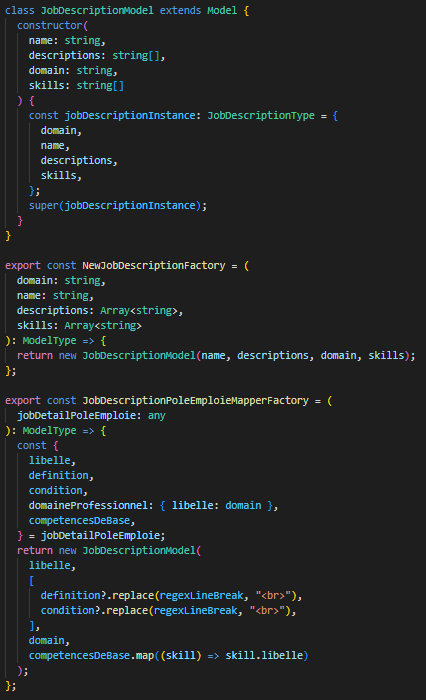 class JobDescriptionModel extends Model {
  constructor(
    name: string,
    descriptions: string[],
    domain: string,
    skills: string[]
  ) {
    const jobDescriptionInstance: JobDescriptionType = {
      domain,
      name,
      descriptions,
      skills,
    };
    super(jobDescriptionInstance);
  }
}

export const NewJobDescriptionFactory = (
  domain: string,
  name: string,
  descriptions: Array<string>,
  skills: Array<string>
): ModelType => {
  return new JobDescriptionModel(name, descriptions, domain, skills);
};

export const JobDescriptionPoleEmploieMapperFactory = (
  jobDetailPoleEmploie: any
): ModelType => {
  const {
    libelle,
    definition,
    condition,
    domaineProfessionnel: { libelle: domain },
    competencesDeBase,
  } = jobDetailPoleEmploie;
  return new JobDescriptionModel(
    libelle,
    [
      definition?.replace(regexLineBreak, "<br>"),
      condition?.replace(regexLineBreak, "<br>"),
    ],
    domain,
    competencesDeBase.map((skill) => skill.libelle)
  );
};